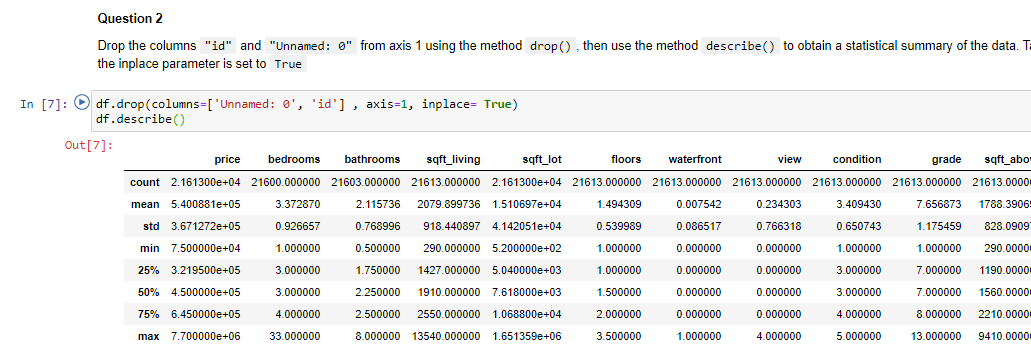 Question 2
Drop the columns "id" and "Unnamed: 0" from axis 1 using the method drop() , then use the method describe() to obtain a statistical summary of the data.
the inplace parameter is set to True
In [7]: df.drop(columns=['Unnamed: 0', 'id'] , axis=1, inplace= True)
df.describe()
Out[7]:
price bedrooms bathrooms sqft_living sqft_lot floors waterfront view condition grade sqft_abo
count 2.161300e+04 21600.000000 21603.000000 21613.000000 2.161300e+04 21613.000000 21613.000000 21613.000000 21613.000000 21613.000000 21613.0000
mean 5.400881e+05 3.372870 2.115736 2079.899736 1.510697e+04 1.494309 0.007542 0.234303 3.409430 7.656873 1788.3906
std 3.671272e+05 0.926657 0.768996 918.440897 4.142051e+04 0.539989 0.086517 0.766318 0.650743 1.175459 828.0909
min 7.500000e+04 1.000000 0.500000 290.000000 5.200000e+02 1.000000 0.000000 0.000000 1.000000 1.000000 290.0000
25% 3.219500e+05 3.000000 1.750000 1427.000000 5.040000e+03 1.000000 0.000000 0.000000 3.000000 7.000000 1190.0000
50% 4.500000e+05 3.000000 2.250000 1910.000000 7.618000e+03 1.500000 0.000000 0.000000 3.000000 7.000000 1560.0000
75% 6.450000e+05 4.000000 2.500000 2550.000000 1.068800e+04 2.000000 0.000000 0.000000 4.000000 8.000000 2210.0000
max 7.700000e+06 33.000000 8.000000 13540.000000 1.651359e+06 3.500000 1.000000 4.000000 5.000000 13.000000 9410.0000